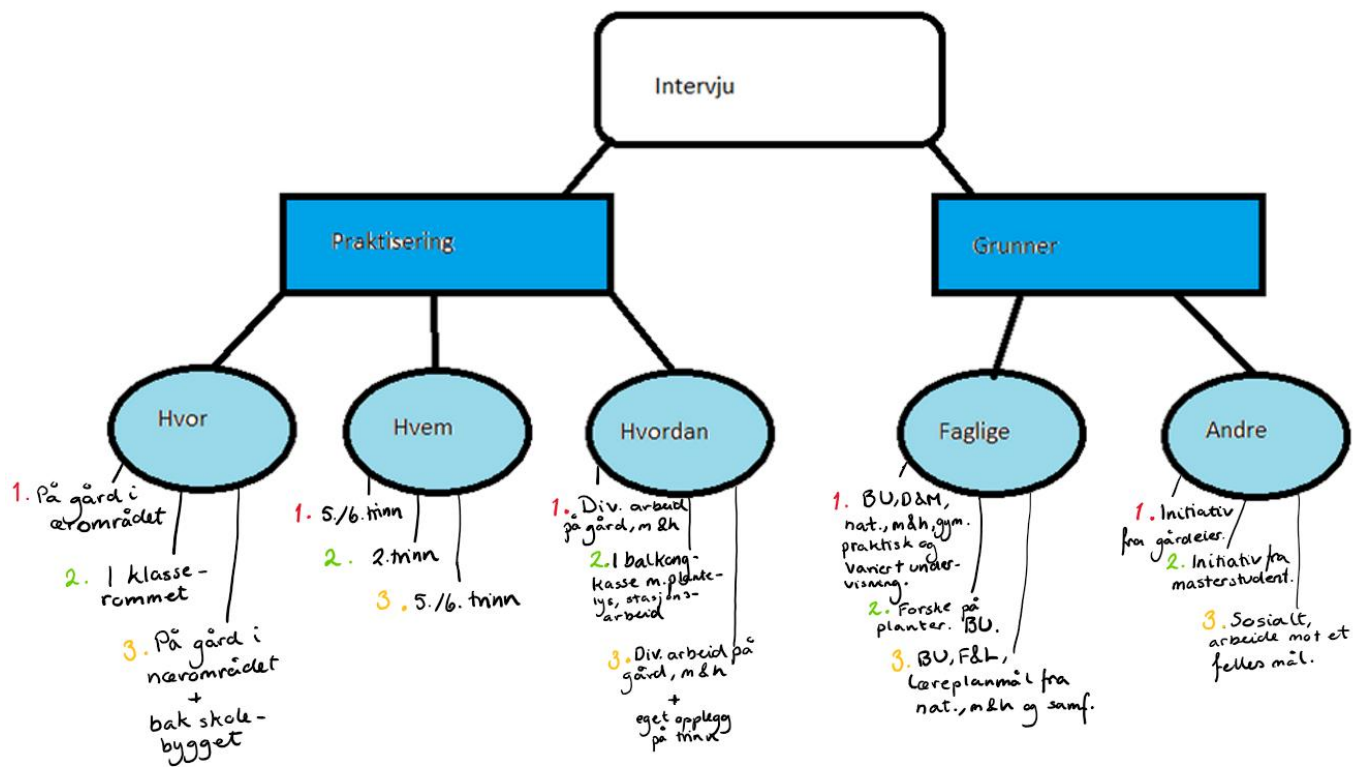 Intervju
Praktisering
Grunner
Hvor
Hvem
Hvordan
Faglige
Andre
1. På gård i
nærområdet
2. I klasse-
rommet
3. På gård i
nærområdet
+
bak skole-
bygget
1. 5./6. trinn
2. 2. trinn
3. 5./6. trinn
1. Div. arbeid
på gård, m&h
2. I balkong-
kasse m. plante-
lys, stasjons-
arbeid
3. Div. arbeid på
gård, m&h
+
eget opplegg
på trinn
1. BU, D&M,
nat., m&h, gym.
praktisk og
variert under-
visning.
2. Forske på
planter. BU.
3. BU, F&L,
læreplanmål fra
nat., m&h og samf.
1. Initiativ
fra gårdeier.
2. Initiativ fra
masterstudent.
3. Sosialt,
arbeide mot et
felles mål.